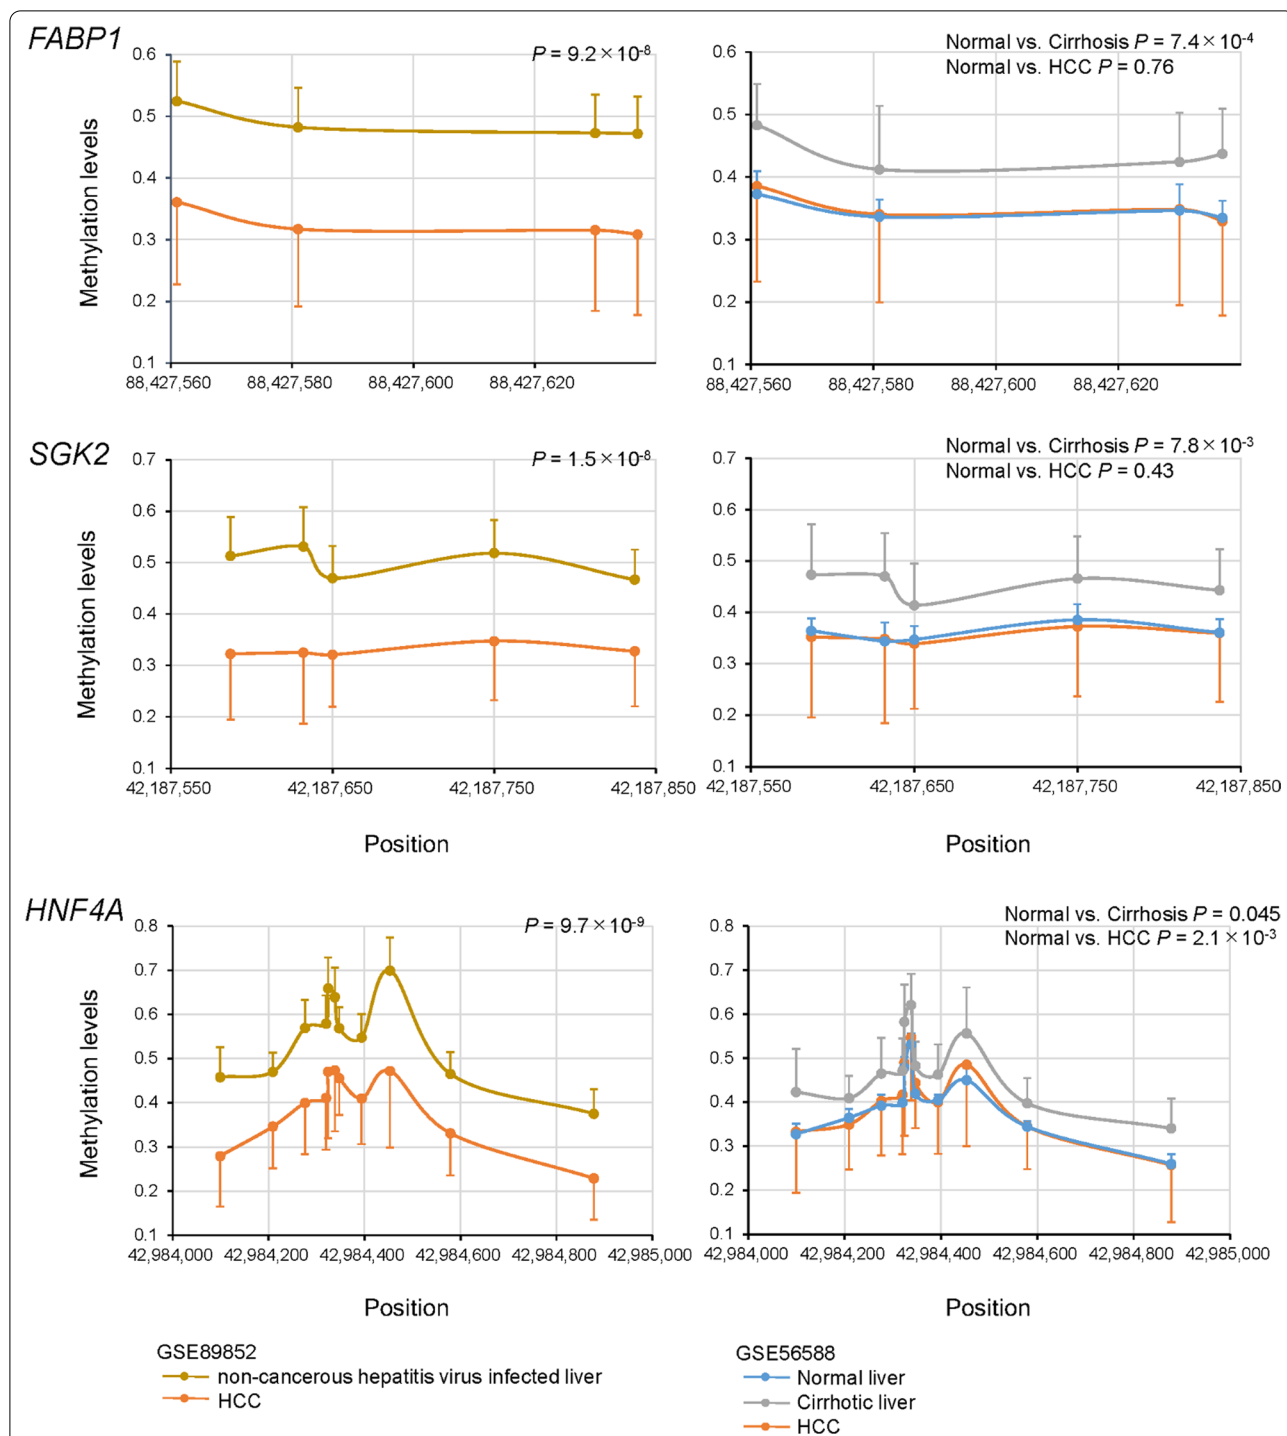 FABP1
P = 9.2×10-8
Normal vs. Cirrhosis P = 7.4×10-4
Normal vs. HCC P = 0.76
Methylation levels
0.6
0.5
0.4
0.3
0.2
0.1
88,427,560 88,427,580 88,427,600 88,427,620
0.6
0.5
0.4
0.3
0.2
0.1
88,427,560 88,427,580 88,427,600 88,427,620
SGK2
P = 1.5×10-8
Normal vs. Cirrhosis P = 7.8×10-3
Normal vs. HCC P = 0.43
Methylation levels
0.7
0.6
0.5
0.4
0.3
0.2
0.1
42,187,550 42,187,650 42,187,750 42,187,850
Position
0.7
0.6
0.5
0.4
0.3
0.2
0.1
42,187,550 42,187,650 42,187,750 42,187,850
Position
HNF4A
P = 9.7×10-9
Normal vs. Cirrhosis P = 0.045
Normal vs. HCC P = 2.1×10-3
Methylation levels
0.8
0.7
0.6
0.5
0.4
0.3
0.2
0.1
42,984,000 42,984,200 42,984,400 42,984,600 42,984,800 42,985,000
Position
0.8
0.7
0.6
0.5
0.4
0.3
0.2
0.1
42,984,000 42,984,200 42,984,400 42,984,600 42,984,800 42,985,000
Position
GSE89852
non-cancerous hepatitis virus infected liver
HCC
GSE56588
Normal liver
Cirrhotic liver
HCC